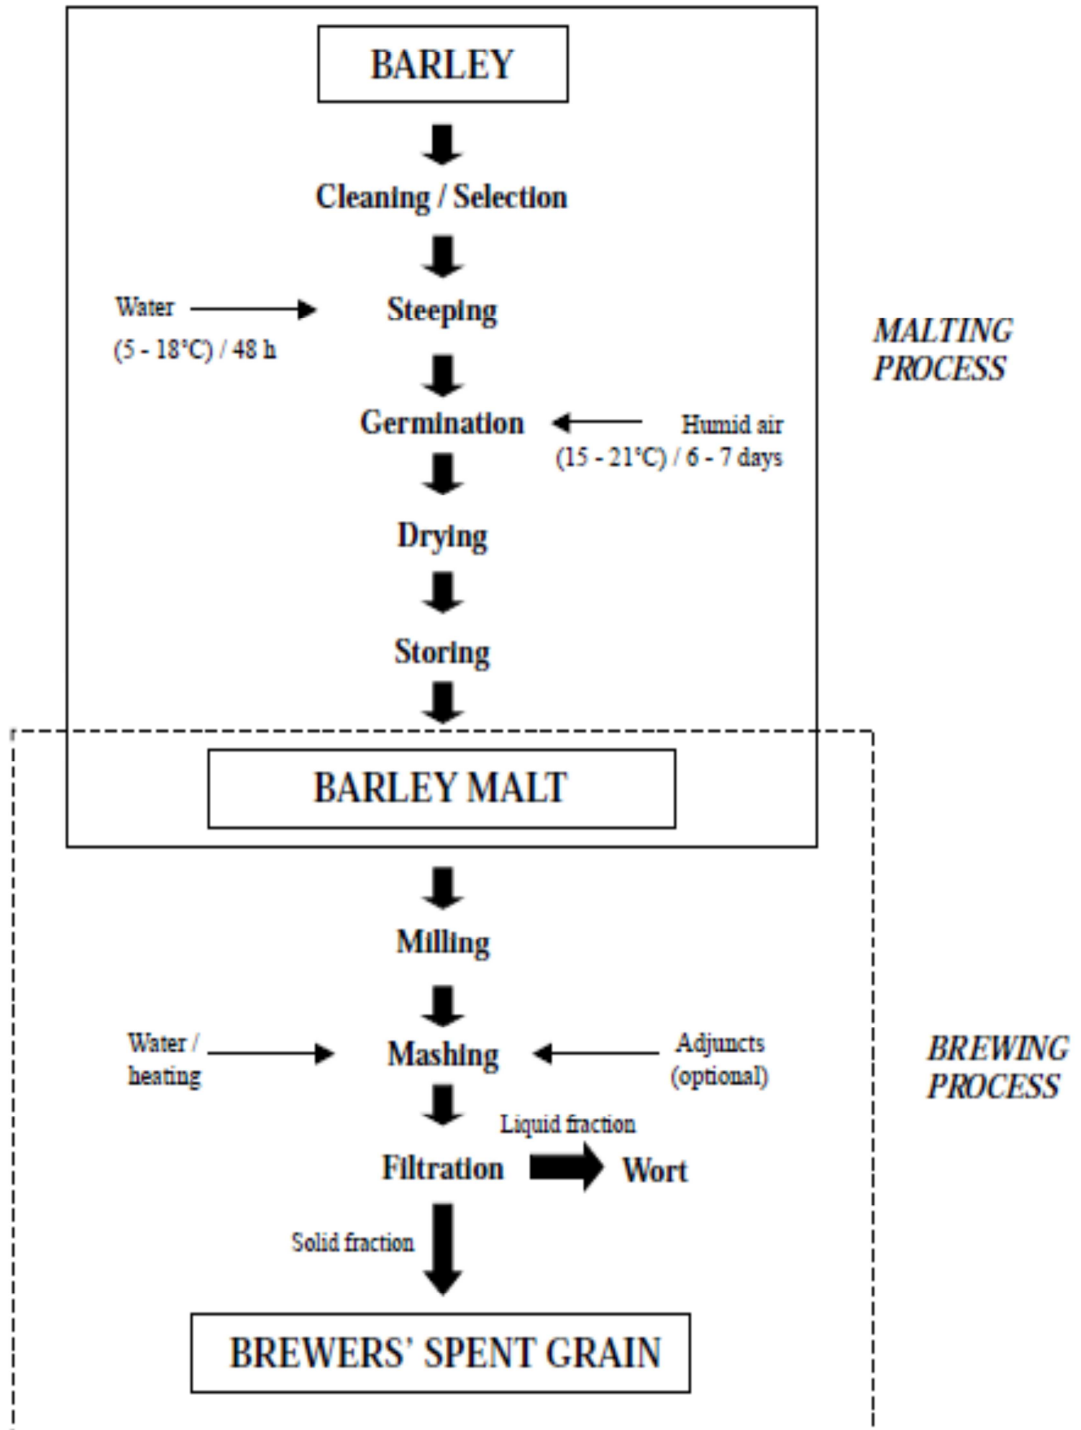 BARLEY
Cleaning / Selection
Water
(5 - 18°C) / 48 h
Steeping
MALTING
PROCESS
Germination
Humid air
(15 - 21°C) / 6 - 7 days
Drying
Storing
BARLEY MALT
Milling
Water /
heating
Mashing
Adjuncts
(optional)
BREWING
PROCESS
Liquid fraction
Filtration
Wort
Solid fraction
BREWERS’ SPENT GRAIN